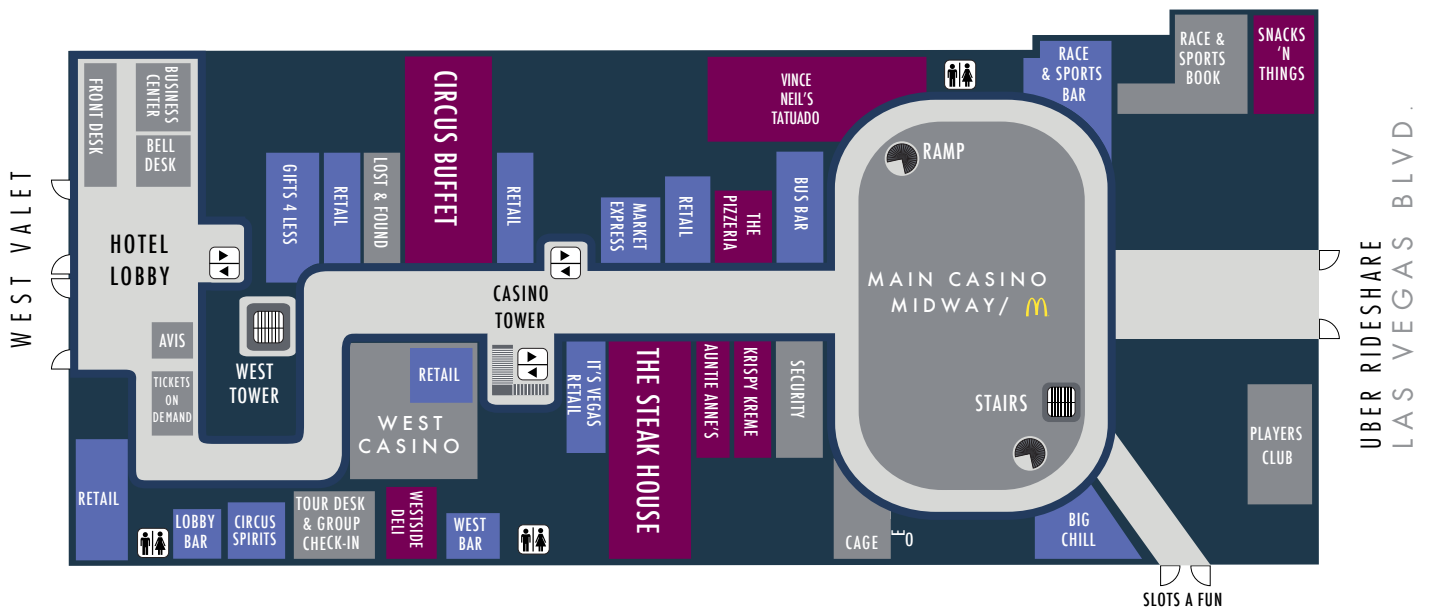 WEST VALET
FRONT DESK
BUSINESS
CENTER
BELL
DESK
HOTEL
LOBBY
AVIS
TICKETS
ON
DEMAND
WEST
TOWER
RETAIL
GIFTS 4 LESS
RETAIL
LOST & FOUND
CIRCUS BUFFET
RETAIL
CASINO
TOWER
RETAIL
WEST
CASINO
LOBBY
BAR
CIRCUS
SPIRITS
TOUR DESK
& GROUP
CHECK-IN
WESTSIDE
DELI
WEST
BAR
IT'S VEGAS
RETAIL
THE STEAK HOUSE
AUNTIE ANNE'S
KRISPY KREME
SECURITY
MARKET
EXPRESS
RETAIL
THE
PIZZERIA
BUS BAR
VINCE
NEIL'S
TATUADO
RAMP
MAIN CASINO
MIDWAY/
STAIRS
CAGE
BIG
CHILL
RACE
& SPORTS
BAR
RACE &
SPORTS
BOOK
SNACKS
'N
THINGS
PLAYERS
CLUB
SLOTS A FUN
UBER RIDESHARE
LAS VEGAS BLVD.